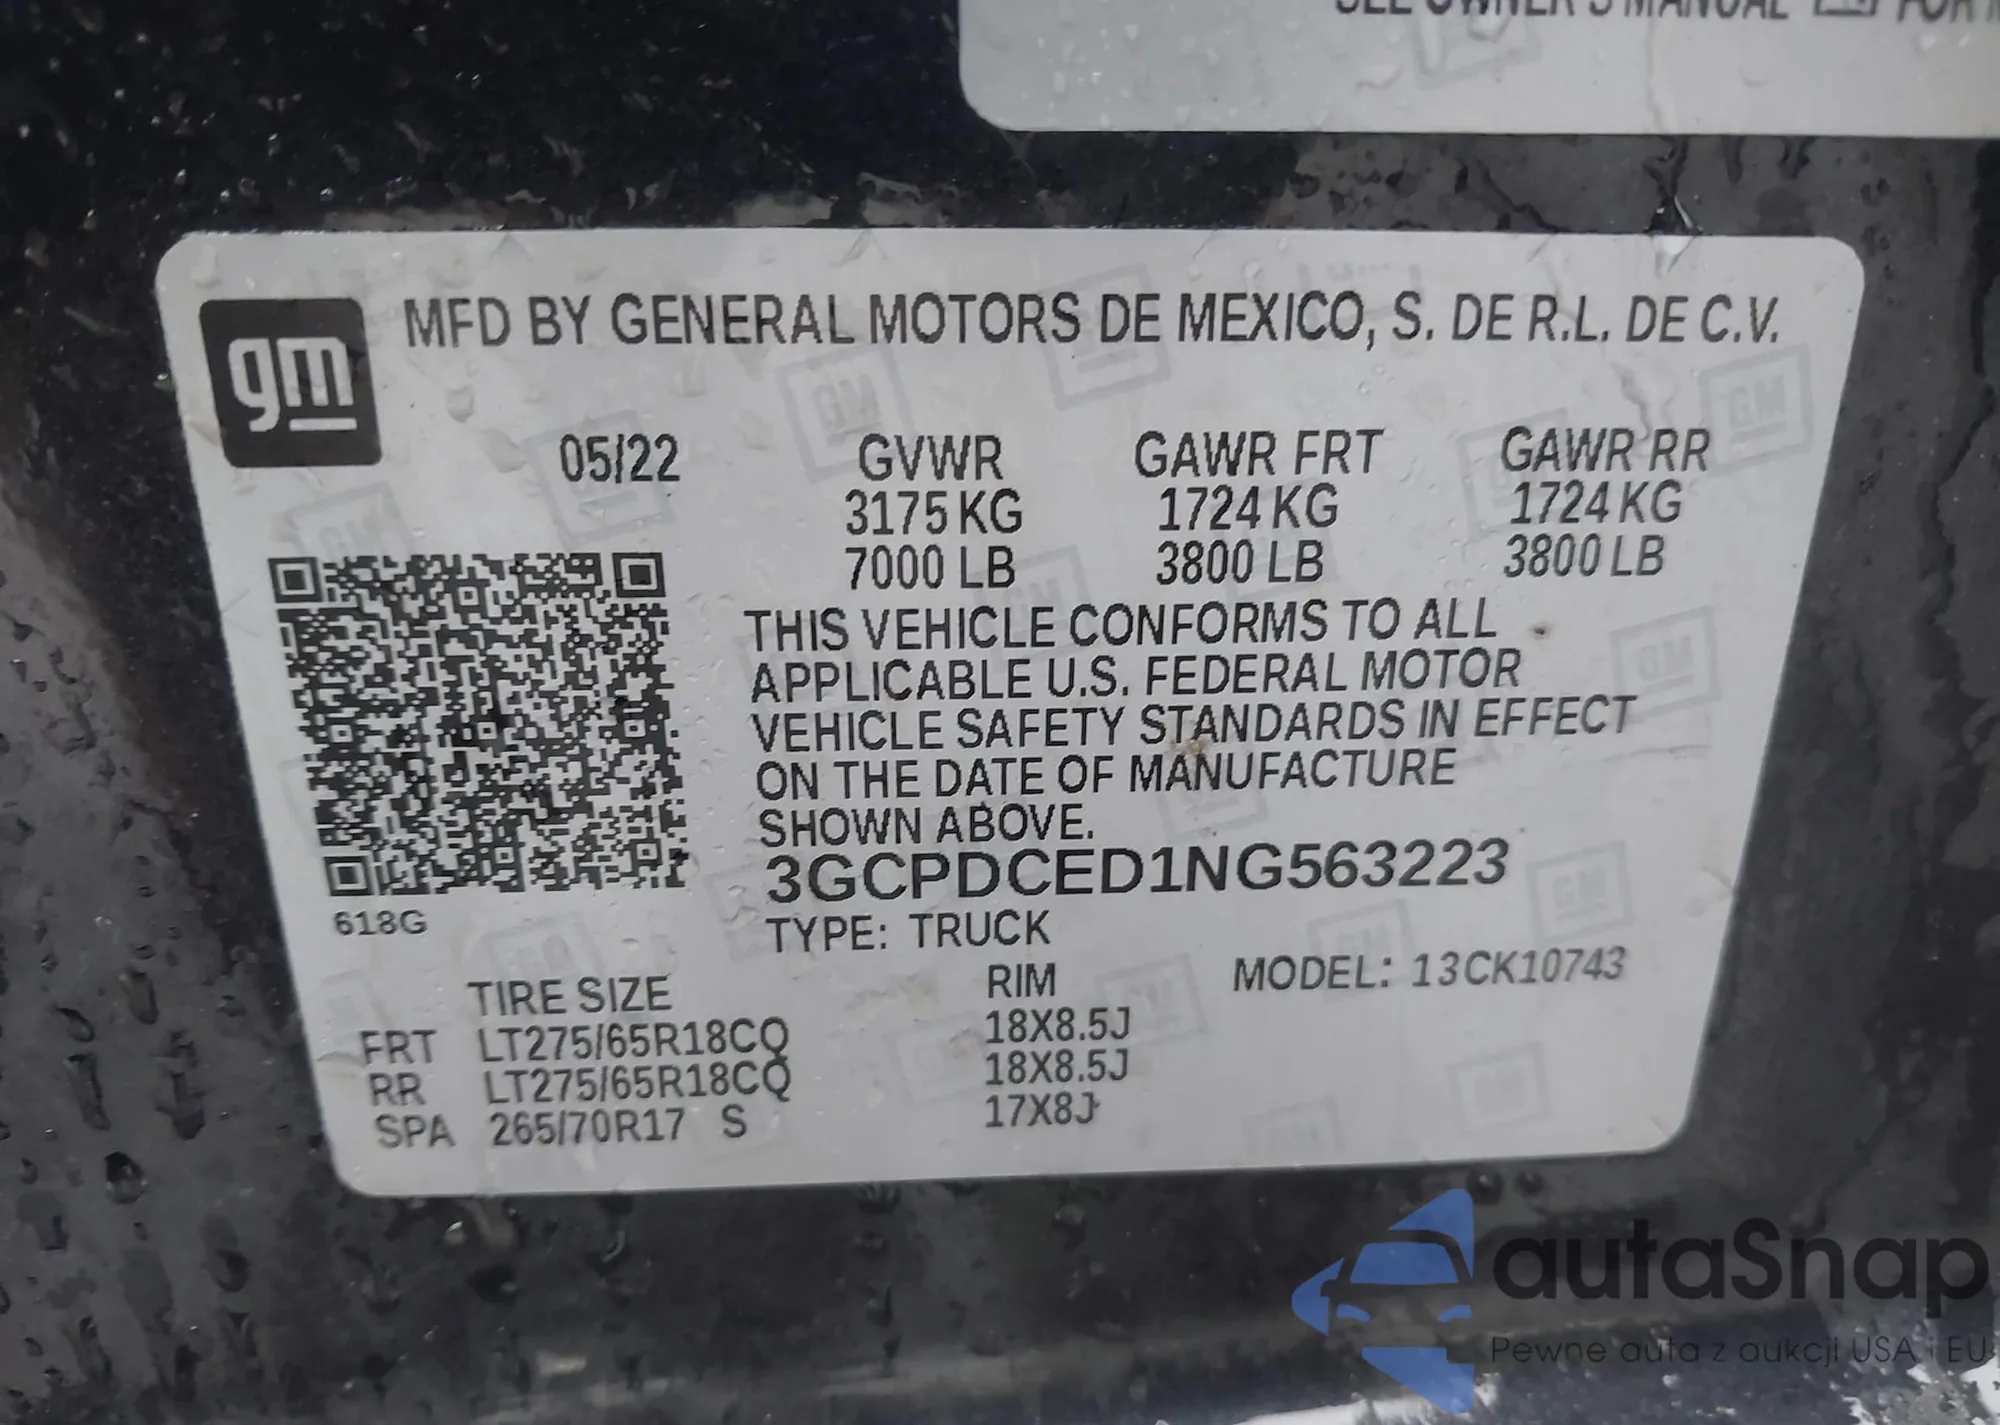 SEE OWNER'S MANUAL FOR
gm
MFD BY GENERAL MOTORS DE MEXICO, S. DE R.L. DE C.V.
05/22 GVWR GAWR FRT GAWR RR
3175 KG 1724 KG 1724 KG
7000 LB 3800 LB 3800 LB
THIS VEHICLE CONFORMS TO ALL
APPLICABLE U.S. FEDERAL MOTOR
VEHICLE SAFETY STANDARDS IN EFFECT
ON THE DATE OF MANUFACTURE
SHOWN ABOVE.
3GCPDCED1NG563223
618G
TYPE: TRUCK
TIRE SIZE RIM MODEL: 13CK10743
FRT LT275/65R18CQ 18X8.5J
RR LT275/65R18CQ 18X8.5J
SPA 265/70R17 S 17X8J
autaSnap
Pewne auta z aukcji USA i EU